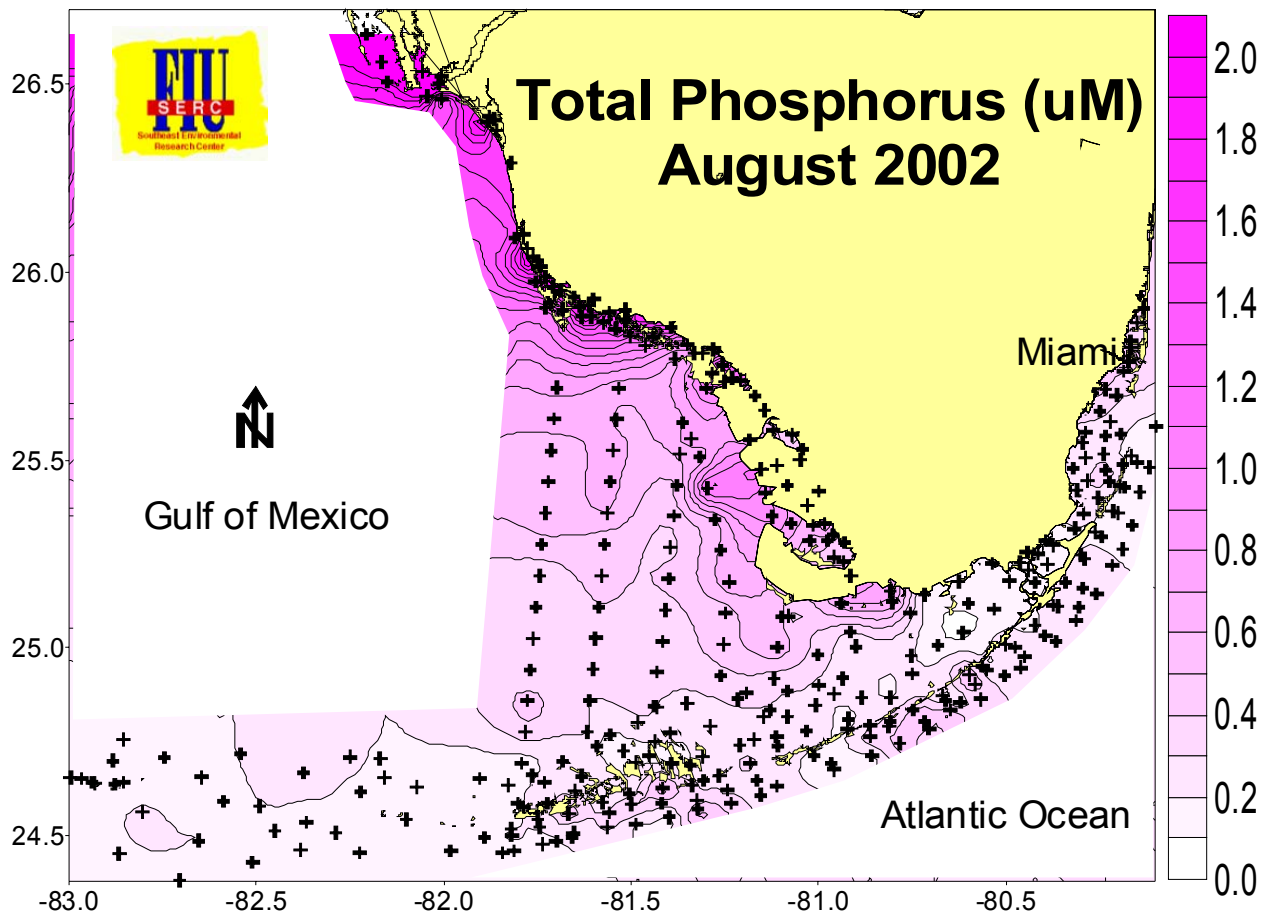 FIU
SERC
Southeast Environmental
Research Center
Total Phosphorus (uM)
August 2002
Miami
N
Gulf of Mexico
Atlantic Ocean
26.5
26.0
25.5
25.0
24.5
-83.0 -82.5 -82.0 -81.5 -81.0 -80.5
2.0
1.8
1.6
1.4
1.2
1.0
0.8
0.6
0.4
0.2
0.0